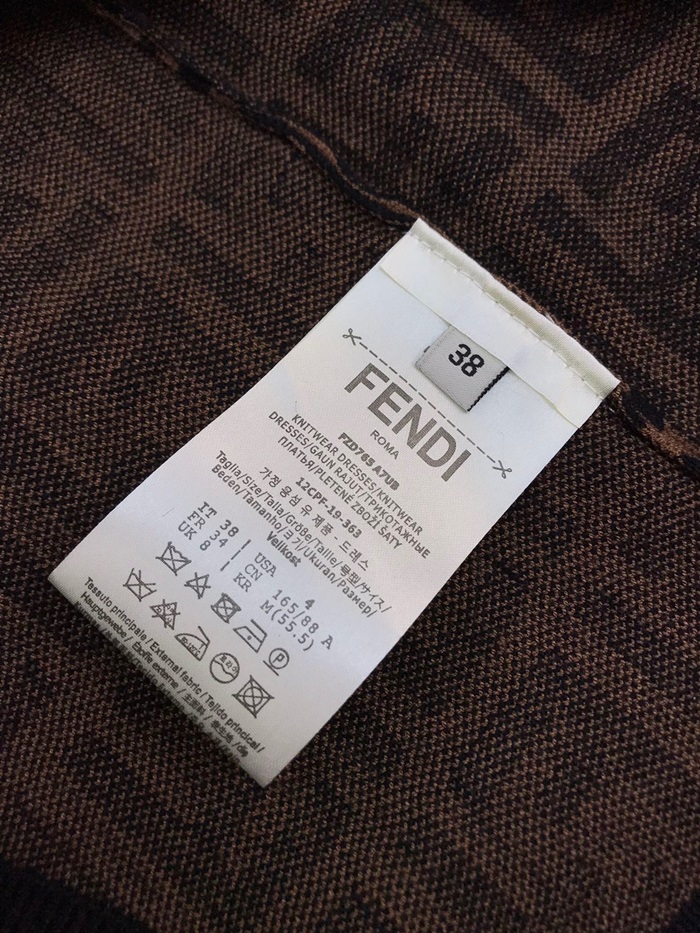 38
FENDI
ROMA
FZD765 A7UB
KNITWEAR DRESSES/KNITWEAR
DRESSES/GAUN RAJUT/ТРИКОТАЖНЫЕ
ПЛАТЬЯ/PLETENÉ ZBOŽÍ ŠATY
12CPF-19-363
가정 용섬 유 제품 - 드레스
Taglia/Size/Talla/Größe/Taille/型/サイズ/
Beden/Tamanho/크기/Ukuran/Размер/
Velikost
IT 38 USA 4
FR 34 CN 165/88 A
UK 8 KR M(55.5)
P
Tessuto principale / External fabric / Tejido principal /
Hauptgewebe / Étoffe externe / 主面料 / 表生地 / dış